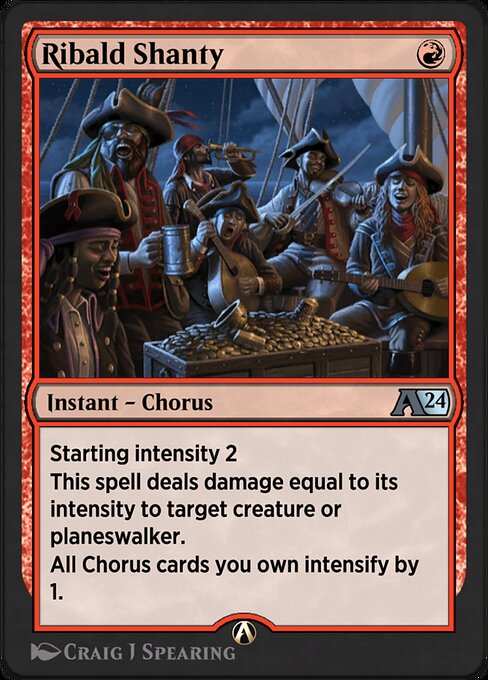 Ribald Shanty
Instant – Chorus
A24
Starting intensity 2
This spell deals damage equal to its
intensity to target creature or
planeswalker.
All Chorus cards you own intensify by
1.
Craig J Spearing